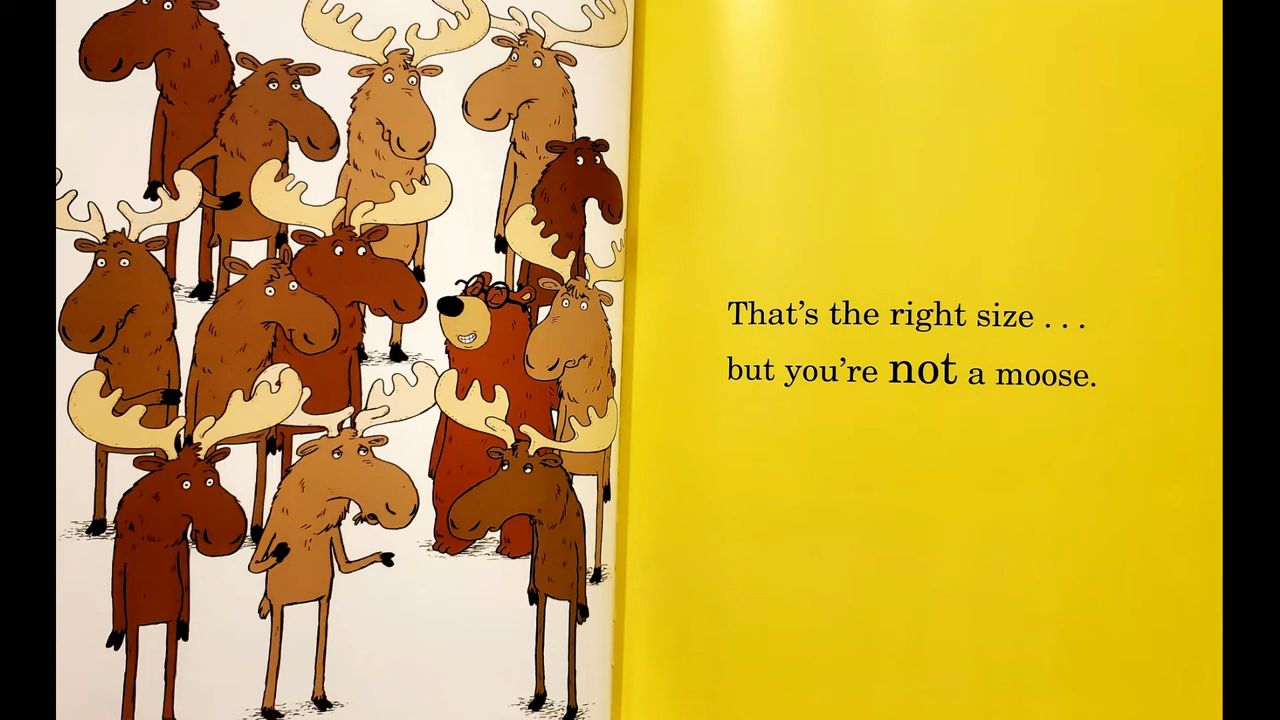 That's the right size . . .
but you're not a moose.